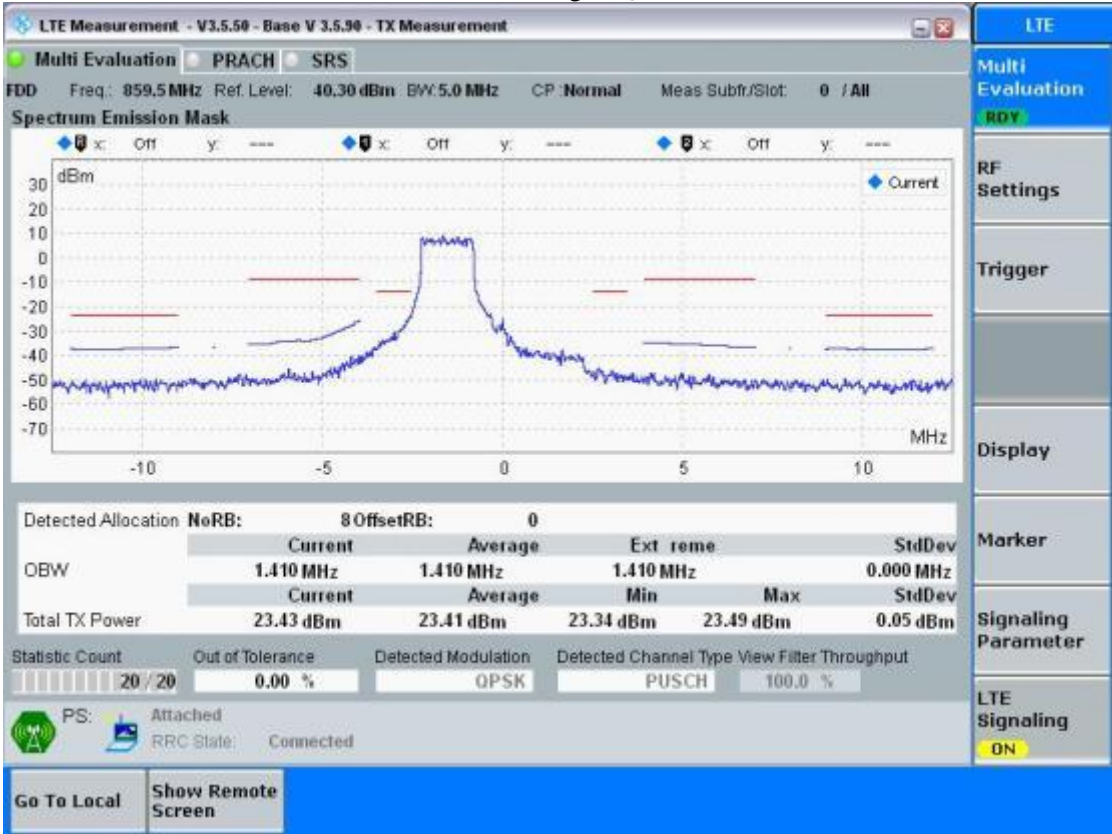 LTE Measurement - V3.5.50 - Base V 3.5.90 - TX Measurement
LTE
Multi Evaluation PRACH SRS
Multi Evaluation
RDY
FDD Freq.: 859.5 MHz Ref. Level: 40.30 dBm BW: 5.0 MHz CP :Normal Meas Subfr./Slot: 0 / All
Spectrum Emission Mask
x: Off y: --- x: Off y: --- x: Off y: ---
dBm
Current
30
20
10
0
-10
-20
-30
-40
-50
-60
-70
MHz
-10 -5 0 5 10
RF Settings
Trigger
Display
Marker
Signaling Parameter
LTE Signaling
ON
Detected Allocation NoRB: 8 OffsetRB: 0
Current Average Ext reme StdDev
OBW 1.410 MHz 1.410 MHz 1.410 MHz 0.000 MHz
Current Average Min Max StdDev
Total TX Power 23.43 dBm 23.41 dBm 23.34 dBm 23.49 dBm 0.05 dBm
Statistic Count Out of Tolerance Detected Modulation Detected Channel Type View Filter Throughput
20 / 20 0.00 % QPSK PUSCH 100.0 %
PS: Attached
RRC State: Connected
Go To Local
Show Remote Screen